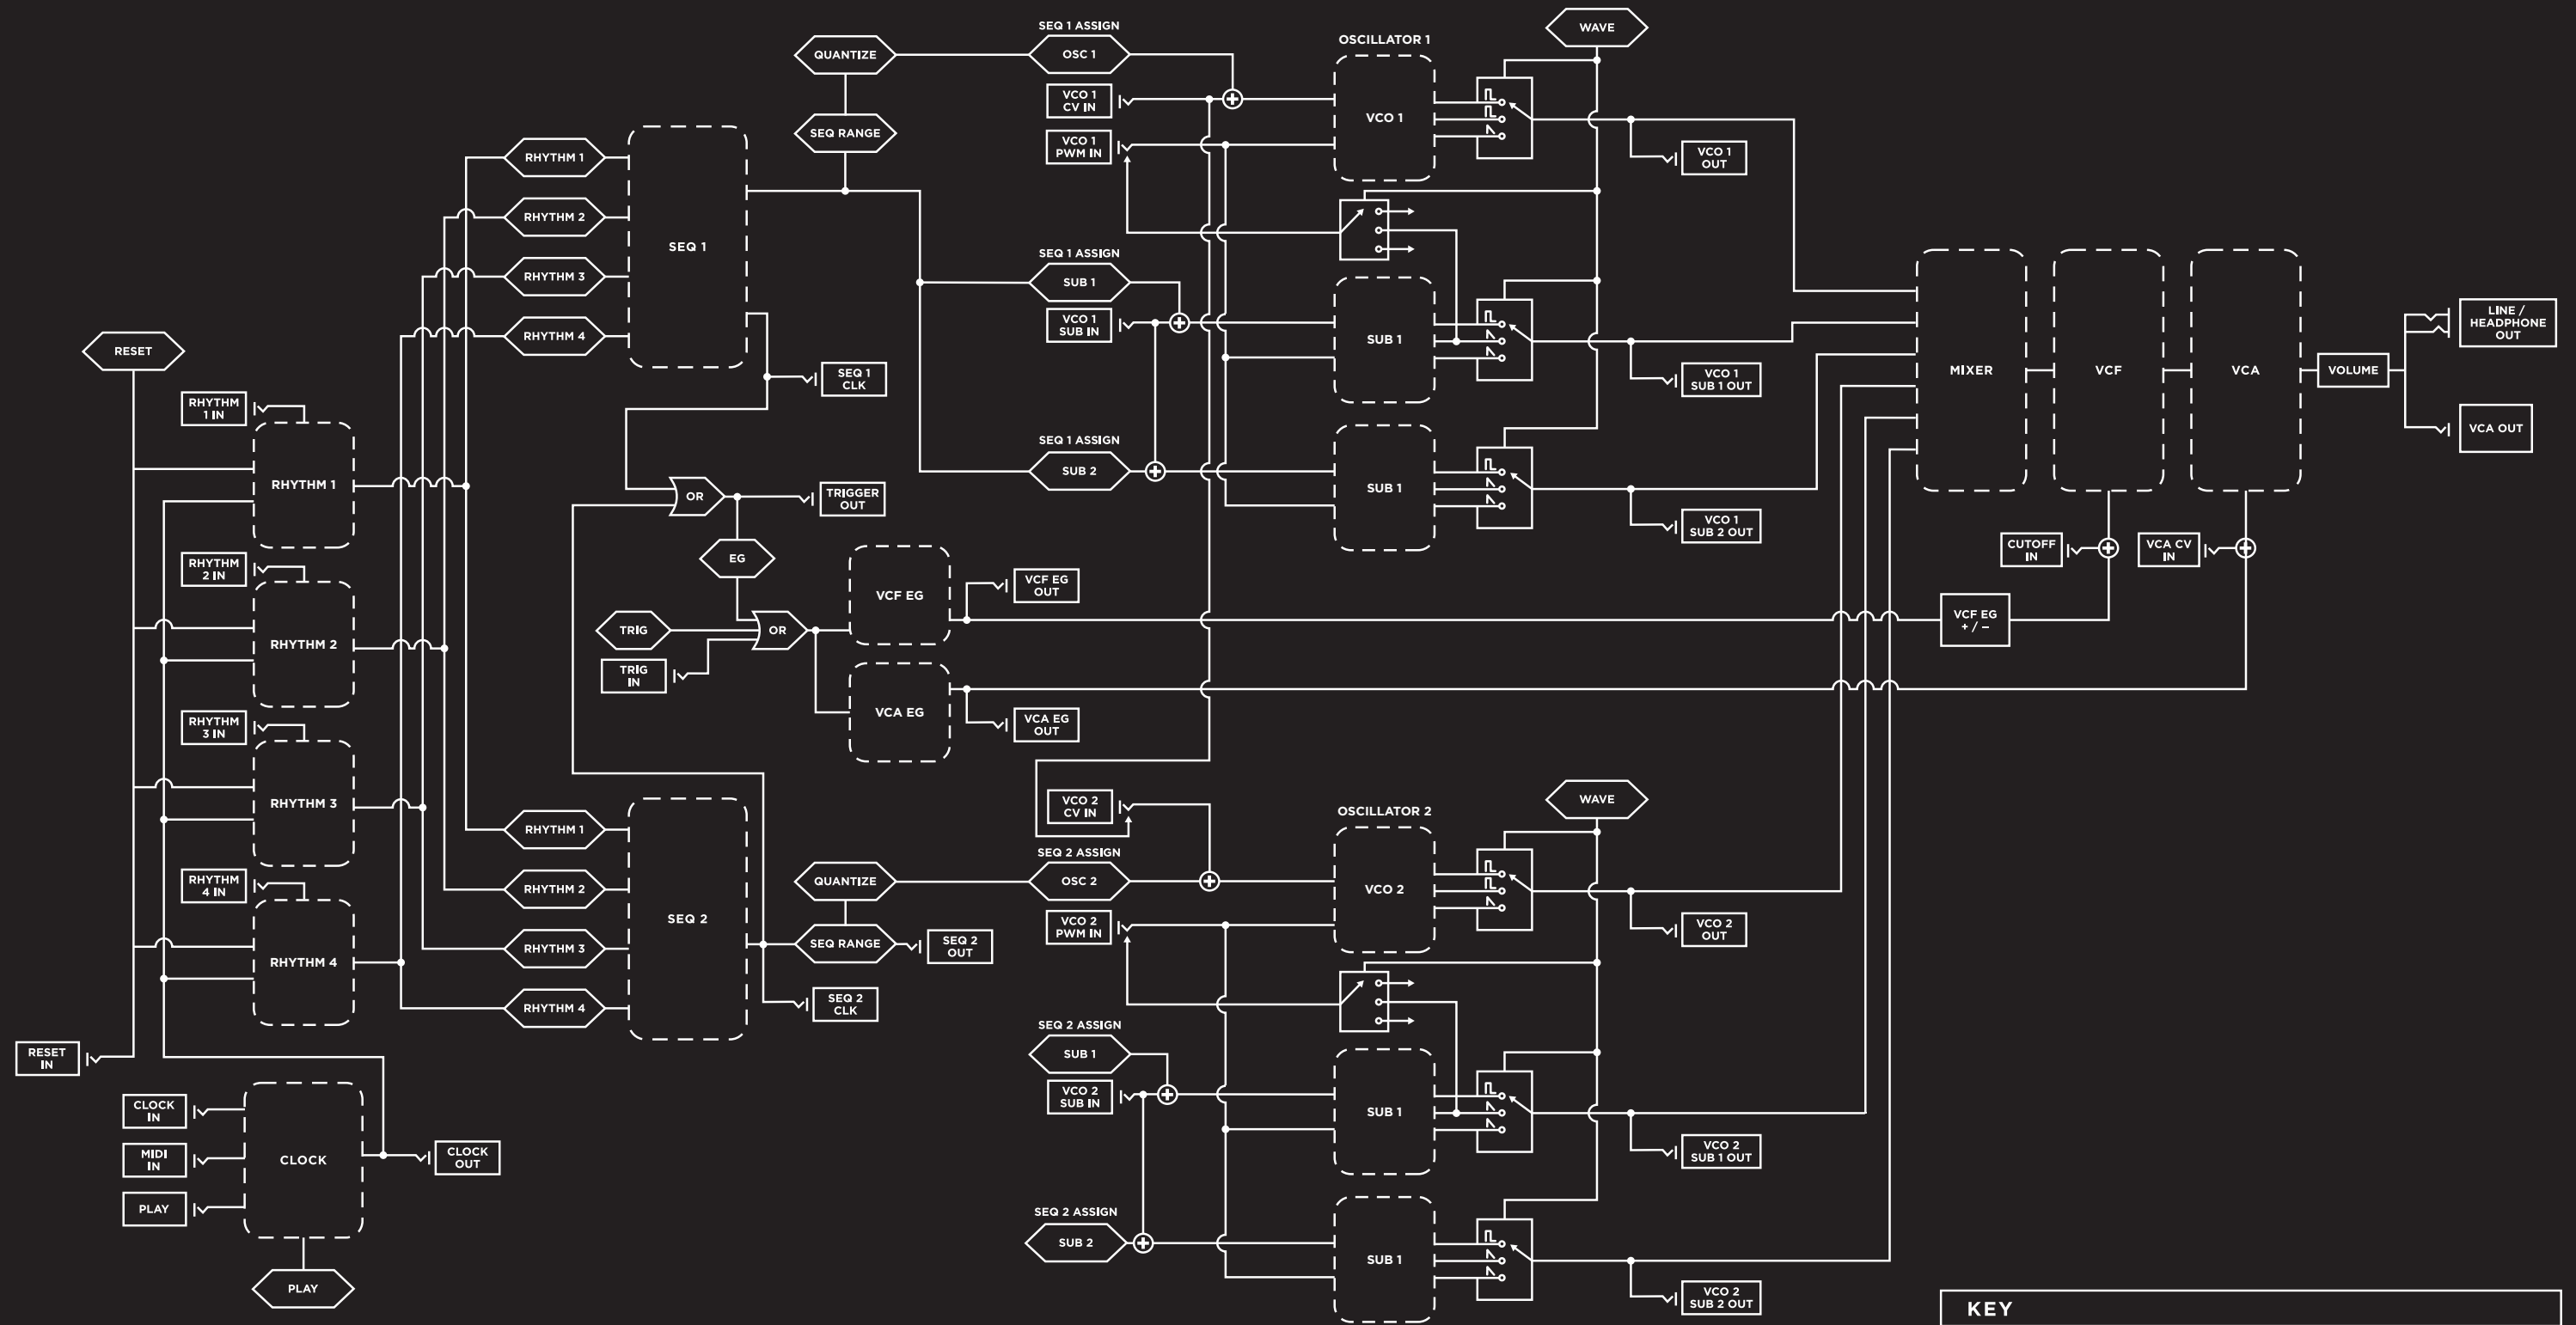 WAVE
SEQ 1 ASSIGN
OSCILLATOR 1
QUANTIZE
OSC 1
VCO 1
CV IN
VCO 1
SEQ RANGE
VCO 1
PWM IN
VCO 1
OUT
RHYTHM 1
RHYTHM 2
SEQ 1
RHYTHM 3
RHYTHM 4
SEQ 1 ASSIGN
SUB 1
VCO 1
SUB IN
SUB 1
VCO 1
SUB 1 OUT
MIXER
VCF
VCA
VOLUME
LINE /
HEADPHONE
OUT
VCA OUT
RESET
SEQ 1
CLK
RHYTHM
1 IN
RHYTHM 1
SEQ 1 ASSIGN
SUB 2
SUB 1
VCO 1
SUB 2 OUT
OR
TRIGGER
OUT
EG
CUTOFF
IN
VCA CV
IN
RHYTHM
2 IN
RHYTHM 2
VCF EG
VCF EG
OUT
VCF EG
+ / −
TRIG
OR
TRIG
IN
VCA EG
VCA EG
OUT
RHYTHM
3 IN
RHYTHM 3
WAVE
VCO 2
CV IN
OSCILLATOR 2
RHYTHM 1
SEQ 2 ASSIGN
QUANTIZE
OSC 2
VCO 2
RHYTHM
4 IN
RHYTHM 2
SEQ 2
VCO 2
PWM IN
VCO 2
OUT
RHYTHM 3
SEQ RANGE
SEQ 2
OUT
RHYTHM 4
RHYTHM 4
SEQ 2
CLK
SEQ 2 ASSIGN
SUB 1
RESET
IN
VCO 2
SUB IN
SUB 1
VCO 2
SUB 1 OUT
CLOCK
IN
MIDI
IN
CLOCK
CLOCK
OUT
PLAY
SEQ 2 ASSIGN
SUB 2
SUB 1
VCO 2
SUB 2 OUT
PLAY
KEY